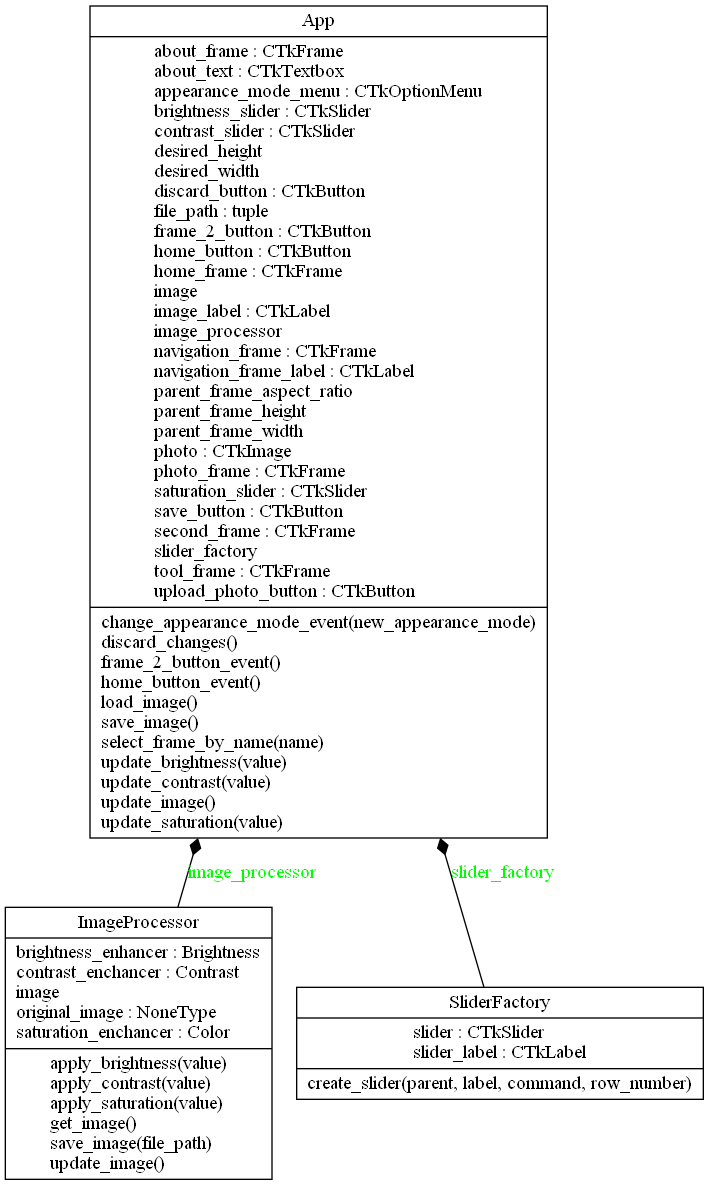 App
about_frame : CTkFrame
about_text : CTkTextbox
appearance_mode_menu : CTkOptionMenu
brightness_slider : CTkSlider
contrast_slider : CTkSlider
desired_height
desired_width
discard_button : CTkButton
file_path : tuple
frame_2_button : CTkButton
home_button : CTkButton
home_frame : CTkFrame
image
image_label : CTkLabel
image_processor
navigation_frame : CTkFrame
navigation_frame_label : CTkLabel
parent_frame_aspect_ratio
parent_frame_height
parent_frame_width
photo : CTkImage
photo_frame : CTkFrame
saturation_slider : CTkSlider
save_button : CTkButton
second_frame : CTkFrame
slider_factory
tool_frame : CTkFrame
upload_photo_button : CTkButton
change_appearance_mode_event(new_appearance_mode)
discard_changes()
frame_2_button_event()
home_button_event()
load_image()
save_image()
select_frame_by_name(name)
update_brightness(value)
update_contrast(value)
update_image()
update_saturation(value)
image_processor
slider_factory
ImageProcessor
brightness_enhancer : Brightness
contrast_enchancer : Contrast
image
original_image : NoneType
saturation_enchancer : Color
apply_brightness(value)
apply_contrast(value)
apply_saturation(value)
get_image()
save_image(file_path)
update_image()
SliderFactory
slider : CTkSlider
slider_label : CTkLabel
create_slider(parent, label, command, row_number)